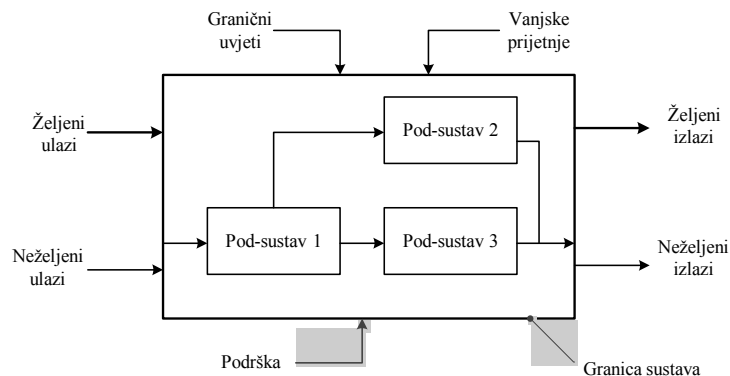 Granični
uvjeti
Vanjske
prijetnje
Željeni
ulazi
Pod-sustav 2
Željeni
izlazi
Pod-sustav 1
Pod-sustav 3
Neželjeni
ulazi
Neželjeni
izlazi
Podrška
Granica sustava